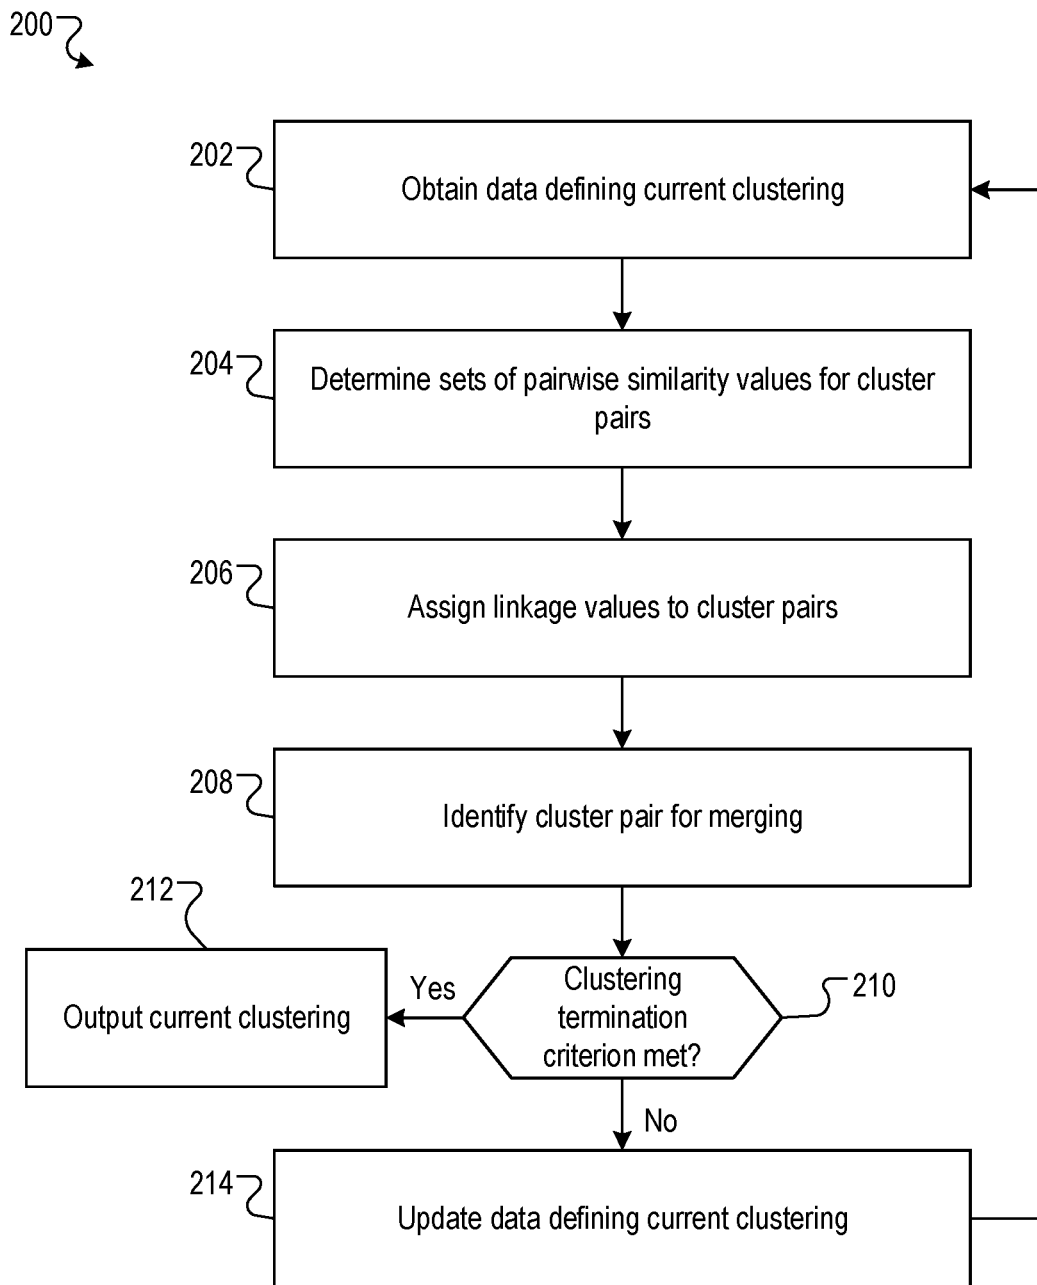 200
202
Obtain data defining current clustering
204
Determine sets of pairwise similarity values for cluster
pairs
206
Assign linkage values to cluster pairs
208
Identify cluster pair for merging
212
Output current clustering
Yes
Clustering
termination
criterion met?
210
No
214
Update data defining current clustering